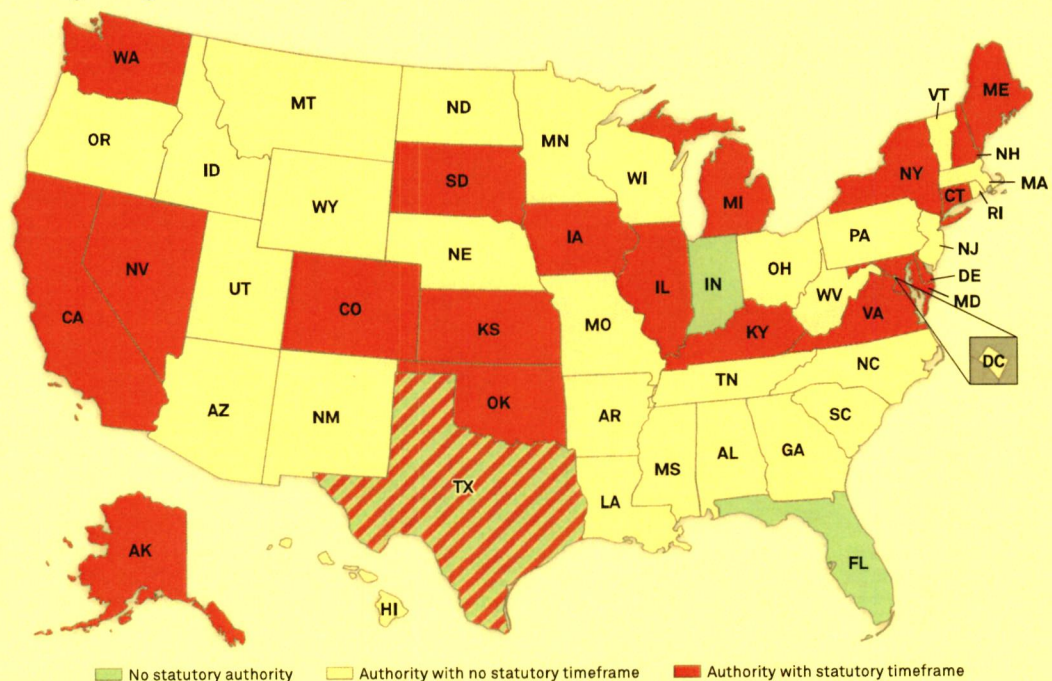 WA
MT
ND
MN
VT
ME
OR
ID
WY
SD
WI
MI
NY
NH
MA
CT
RI
NV
UT
CO
NE
IA
IL
IN
OH
PA
NJ
DE
MD
WV
VA
CA
KS
MO
KY
DC
AZ
NM
OK
AR
TN
NC
SC
TX
LA
MS
AL
GA
AK
HI
FL
No statutory authority
Authority with no statutory timeframe
Authority with statutory timeframe